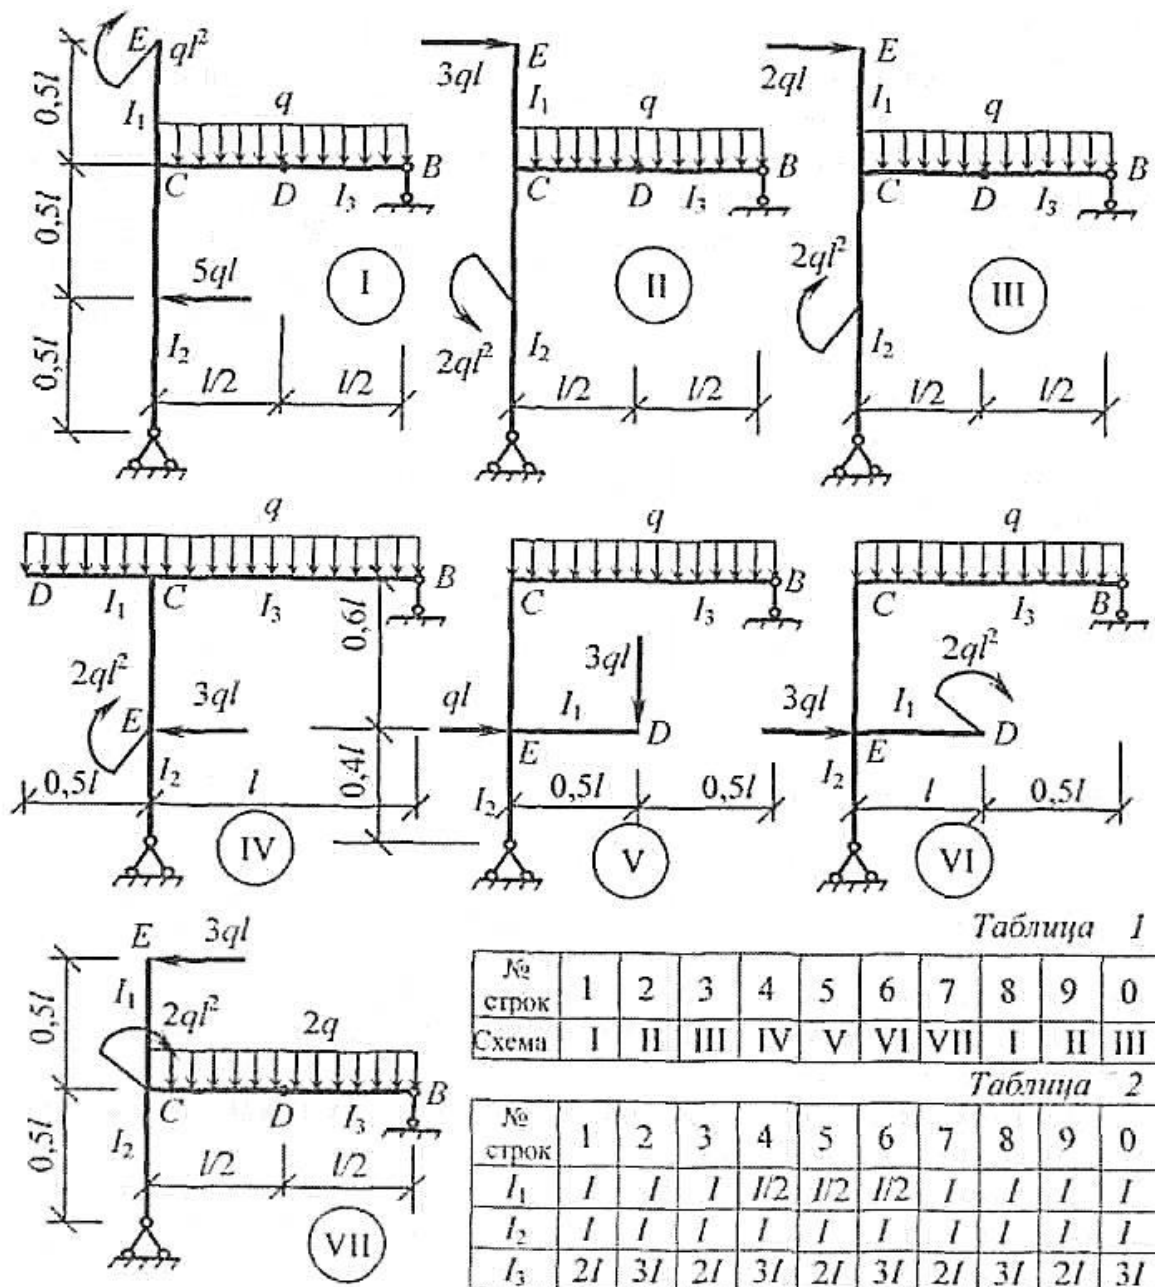 E ql²
I₁
q
C D I₃ B
5ql
I₂
I
0,5l
0,5l
0,5l
l/2 l/2
3ql E
I₁
q
C D I₃ B
2ql²
I₂
II
l/2 l/2
2ql E
I₁
q
C D I₃ B
2ql²
I₂
III
l/2 l/2
q
D I₁ C I₃ B
2ql²
E 3ql
I₂
0,6l
0,4l
0,5l l
IV
q
C I₃ B
3ql
ql I₁
E D
I₂ 0,5l 0,5l
V
q
C I₃ B
2ql²
3ql I₁
E D
I₂ l 0,5l
VI
E 3ql
I₁
2ql² 2q
C D I₃ B
I₂
0,5l
0,5l
l/2 l/2
VII
Таблица 1
№ строк 1 2 3 4 5 6 7 8 9 0
Схема I II III IV V VI VII I II III
Таблица 2
№ строк 1 2 3 4 5 6 7 8 9 0
I₁ I I I I/2 I/2 I/2 I I I I
I₂ I I I I I I I I I I
I₃ 2I 3I 2I 3I 2I 3I 2I 3I 2I 3I